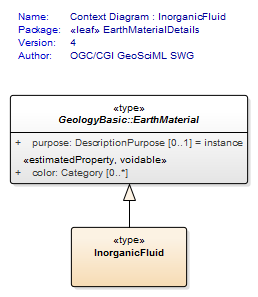 Name: Context Diagram : InorganicFluid
Package: «leaf» EarthMaterialDetails
Version: 4
Author: OGC/CGI GeoSciML SWG
«type»
GeologyBasic::EarthMaterial
+ purpose: DescriptionPurpose [0..1] = instance
«estimatedProperty, voidable»
+ color: Category [0..*]
«type»
InorganicFluid